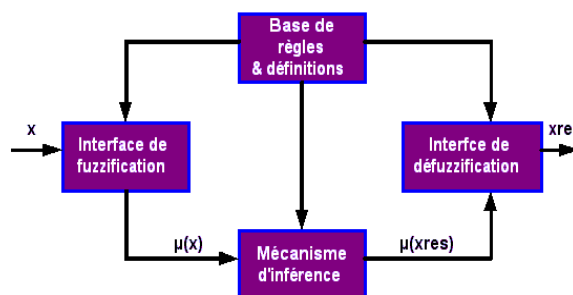 Base de
règles
& définitions
x
Interface de
fuzzification
Interfce de
défuzzification
xre
μ(x)
Mécanisme
d'inférence
μ(xres)